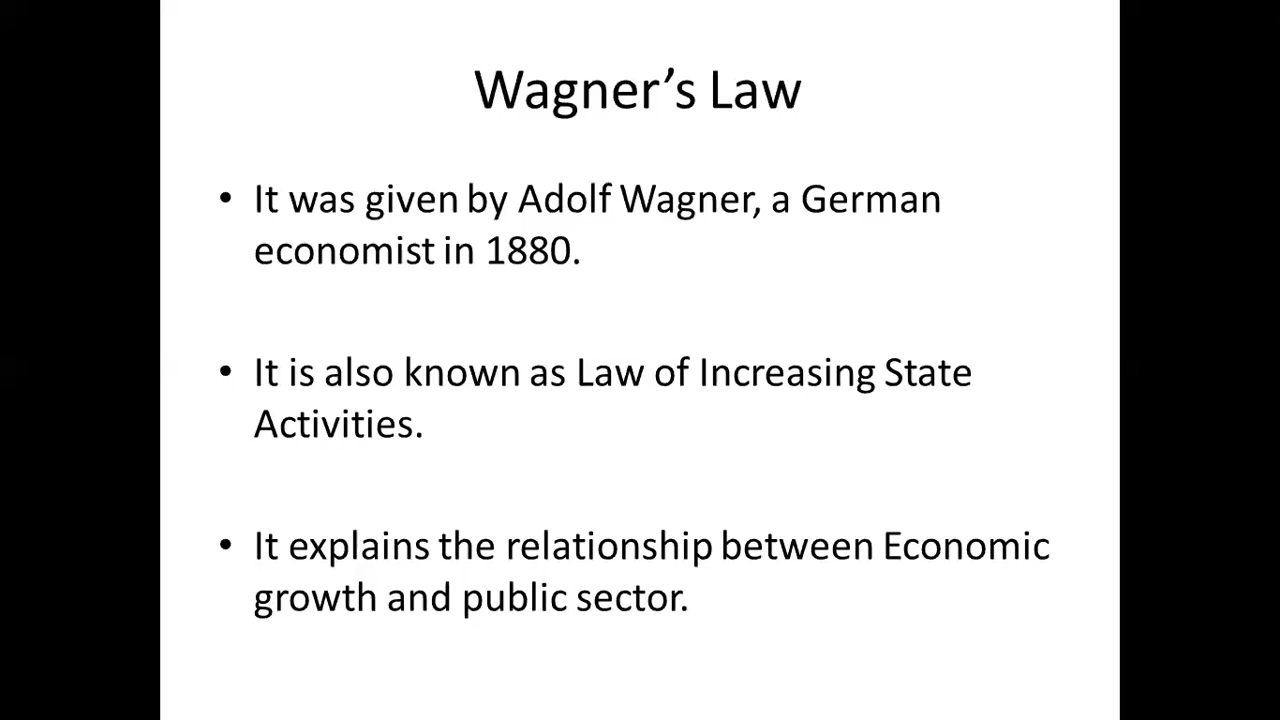 Wagner’s Law
• It was given by Adolf Wagner, a German
economist in 1880.
• It is also known as Law of Increasing State
Activities.
• It explains the relationship between Economic
growth and public sector.